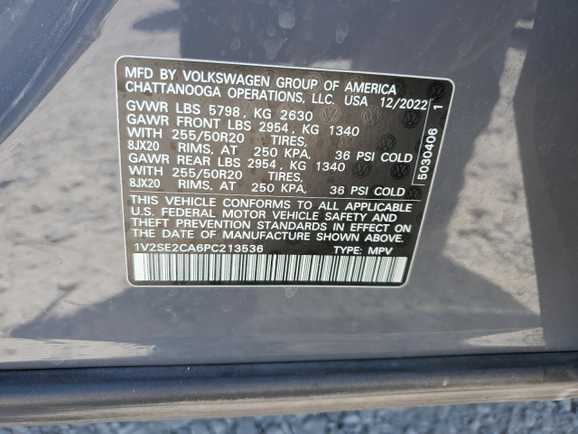 MFD BY VOLKSWAGEN GROUP OF AMERICA
CHATTANOOGA OPERATIONS, LLC. USA 12/2022
GVWR LBS 5798, KG 2630
GAWR FRONT LBS 2954, KG 1340
WITH 255/50R20 TIRES,
8JX20 RIMS, AT 250 KPA, 36 PSI COLD
GAWR REAR LBS 2954, KG 1340
WITH 255/50R20 TIRES,
8JX20 RIMS, AT 250 KPA, 36 PSI COLD
THIS VEHICLE CONFORMS TO ALL APPLICABLE
U.S. FEDERAL MOTOR VEHICLE SAFETY AND
THEFT PREVENTION STANDARDS IN EFFECT ON
THE DATE OF MANUFACTURE SHOWN ABOVE.
1V2SE2CA6PC213536 TYPE: MPV
5030406 1